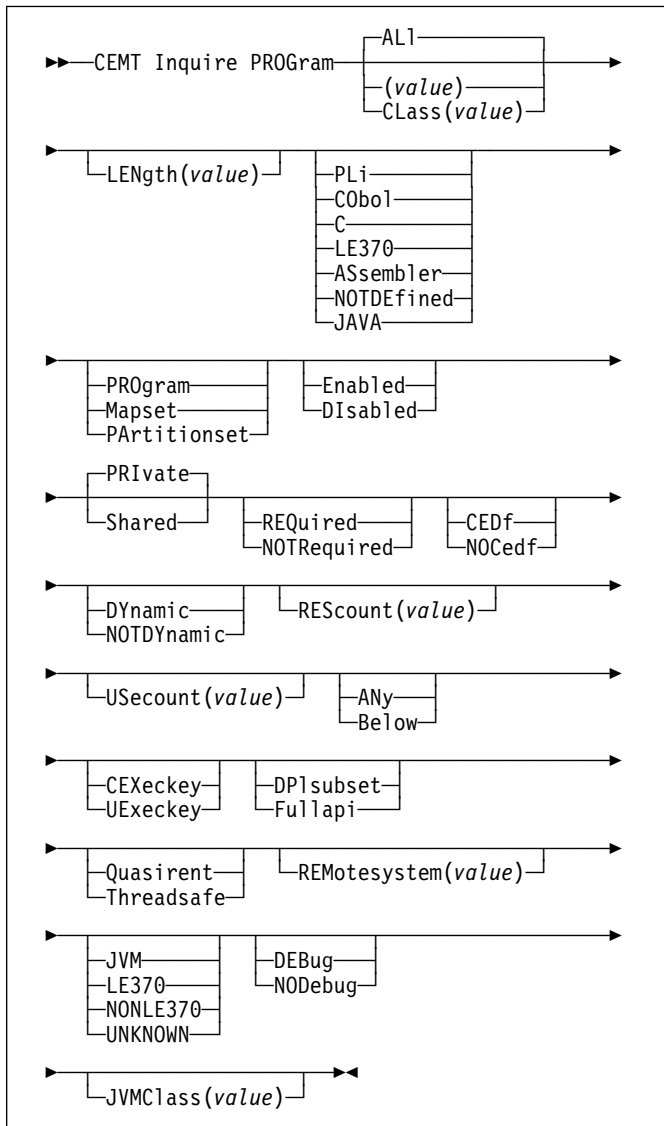 ALl
CEMT Inquire PROGram
(value)
CLass(value)
LENgth(value)
PLi
CObol
C
LE370
ASsembler
NOTDEfined
JAVA
PROgram
Mapset
PArtitionset
Enabled
DIsabled
PRIvate
Shared
REQuired
NOTRequired
CEDf
NOCedf
DYnamic
NOTDYnamic
REScount(value)
USecount(value)
ANy
Below
CEXeckey
UExeckey
DPlsubset
Fullapi
Quasirent
Threadsafe
REMotesystem(value)
JVM
LE370
NONLE370
UNKNOWN
DEBug
NODebug
JVMClass(value)